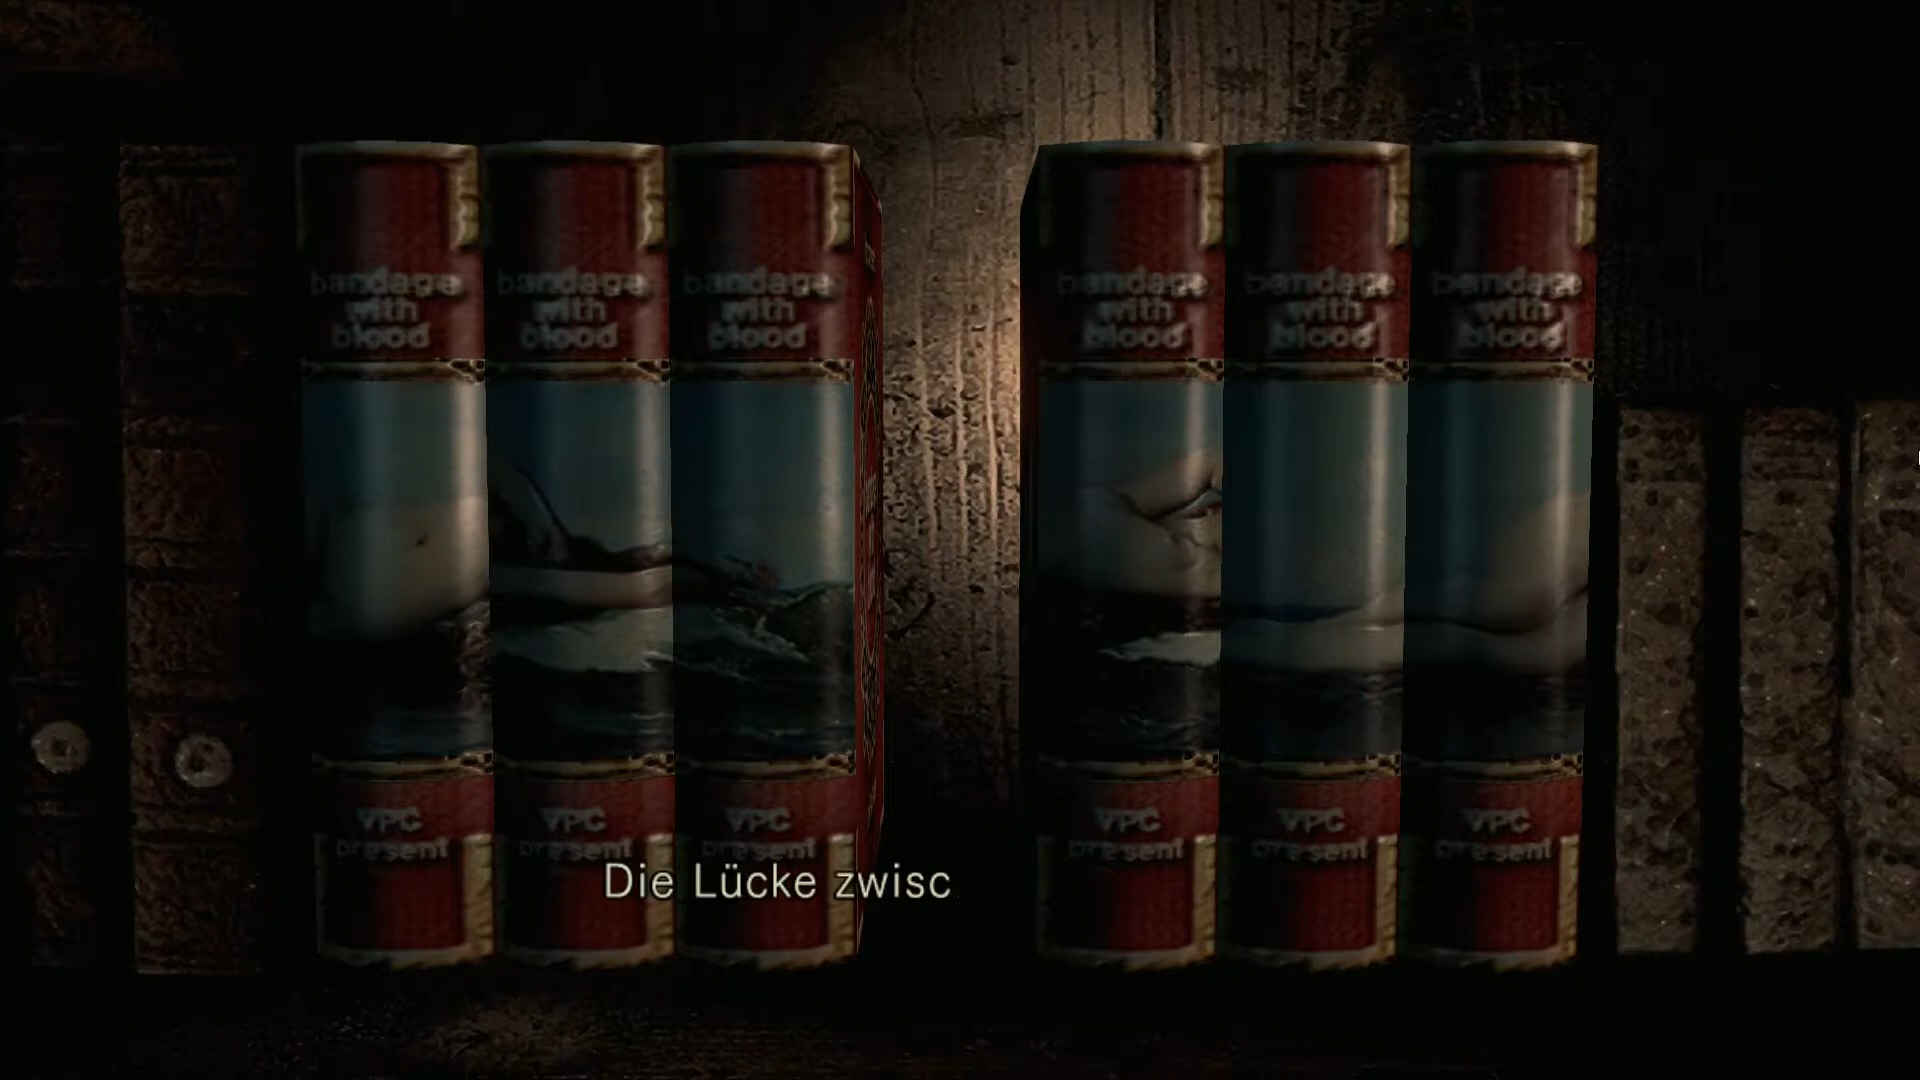 bandage
with
blood
bandage
with
blood
bandage
with
blood
bandage
with
blood
bandage
with
blood
bandage
with
blood
VPC
present
VPC
present
VPC
present
VPC
present
VPC
present
VPC
present
Die Lücke zwisc